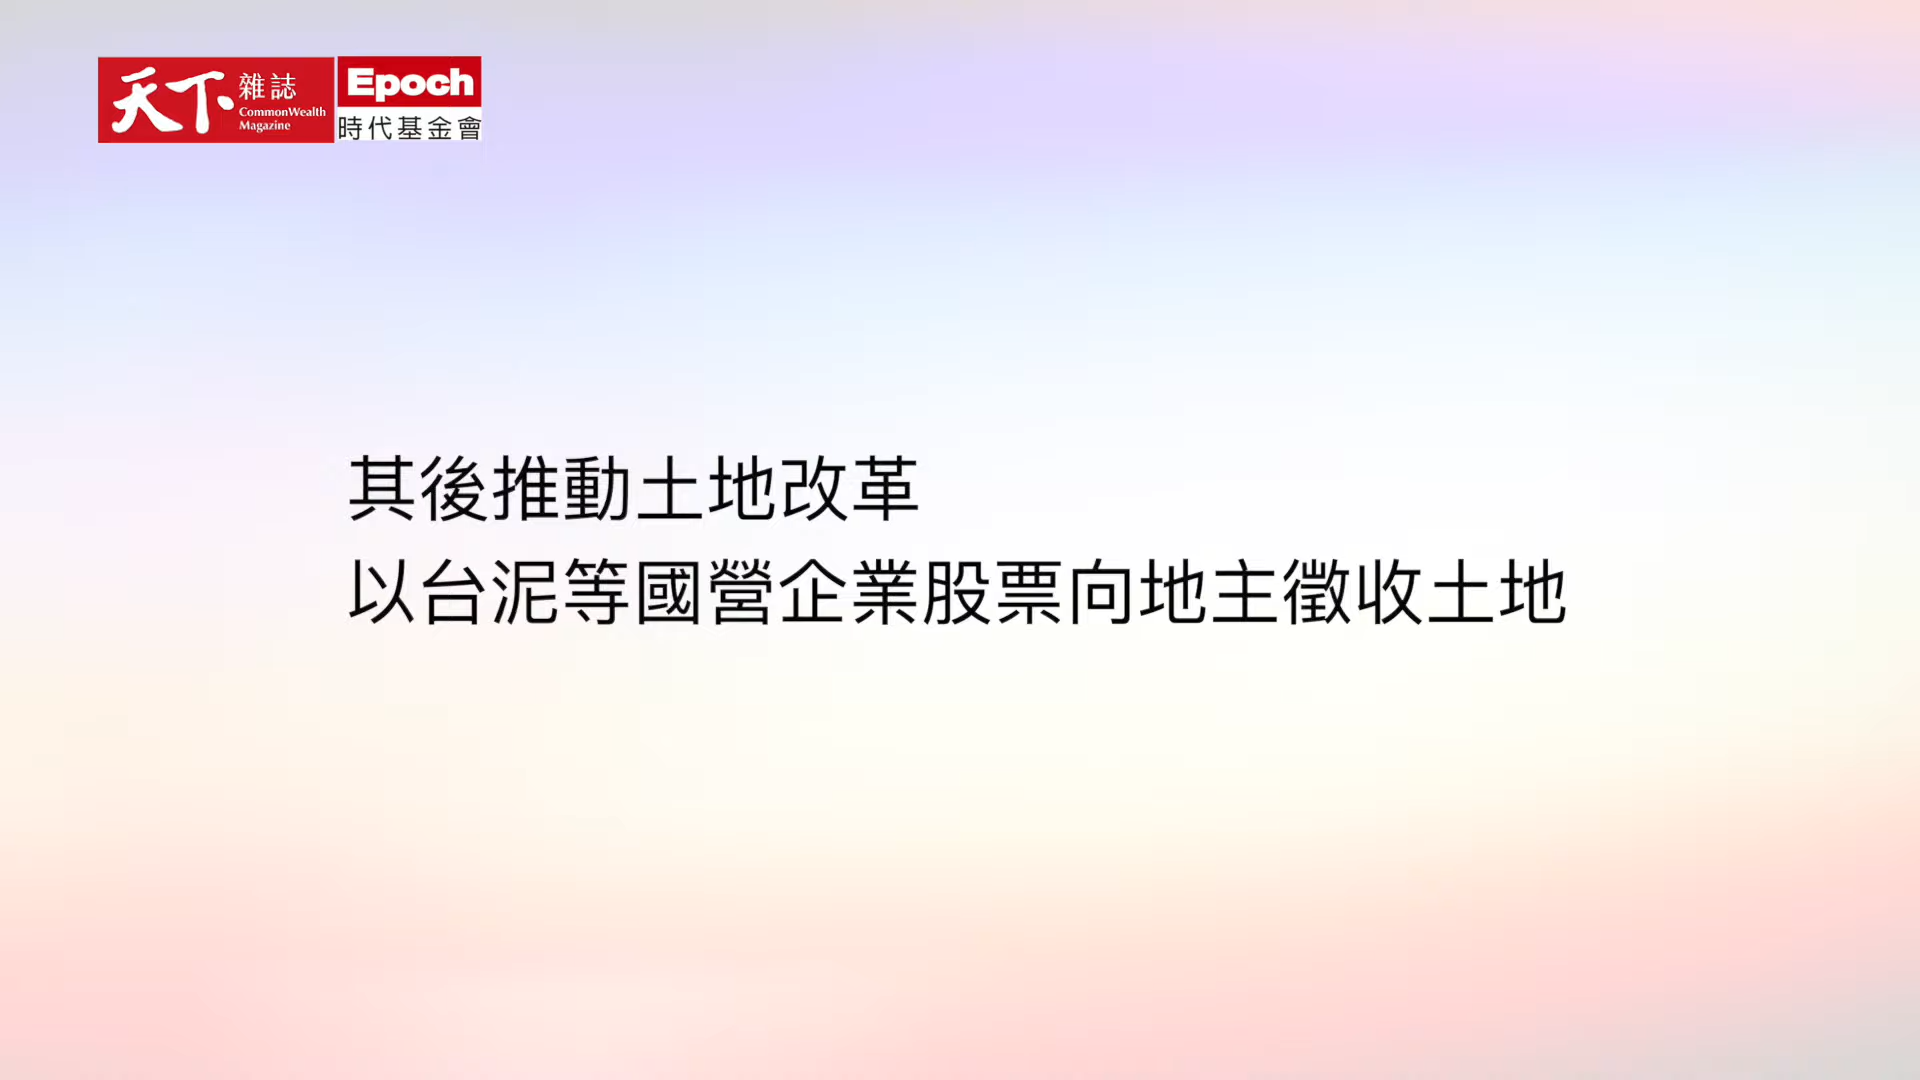 天下雜誌
CommonWealth
Magazine
Epoch
時代基金會
其後推動土地改革
以台泥等國營企業股票向地主徵收土地